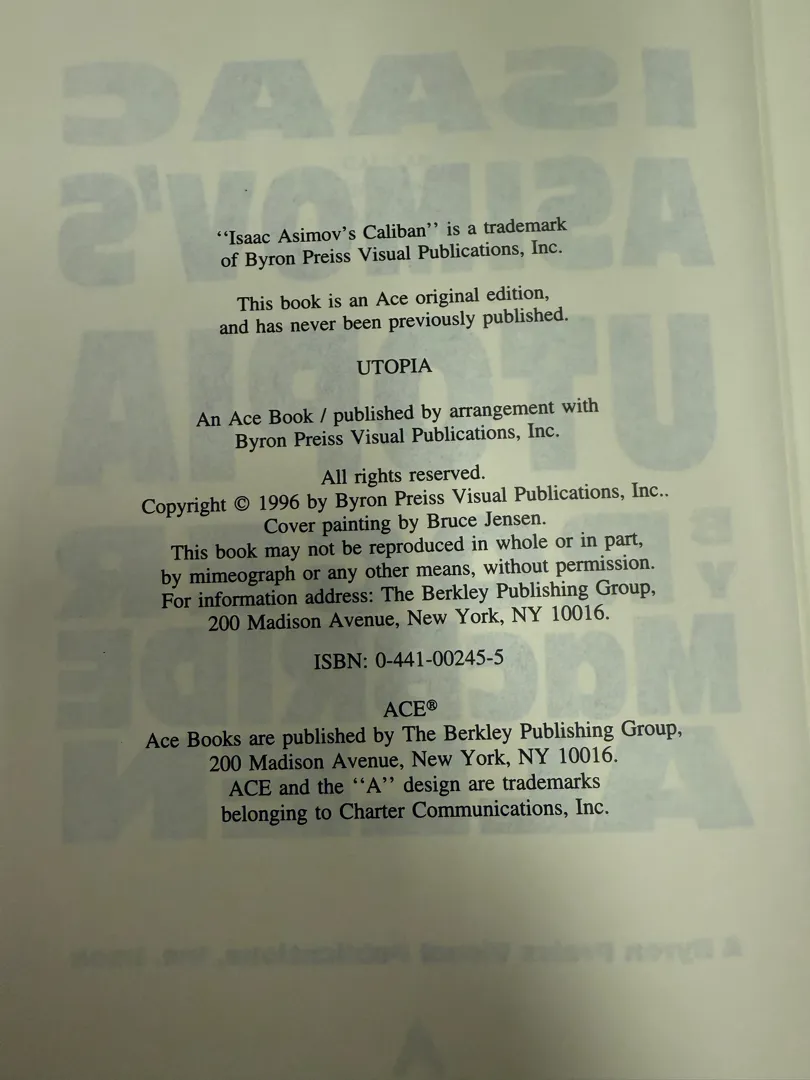 “Isaac Asimov's Caliban” is a trademark
of Byron Preiss Visual Publications, Inc.
This book is an Ace original edition,
and has never been previously published.
UTOPIA
An Ace Book / published by arrangement with
Byron Preiss Visual Publications, Inc.
All rights reserved.
Copyright © 1996 by Byron Preiss Visual Publications, Inc..
Cover painting by Bruce Jensen.
This book may not be reproduced in whole or in part,
by mimeograph or any other means, without permission.
For information address: The Berkley Publishing Group,
200 Madison Avenue, New York, NY 10016.
ISBN: 0-441-00245-5
ACE®
Ace Books are published by The Berkley Publishing Group,
200 Madison Avenue, New York, NY 10016.
ACE and the “A” design are trademarks
belonging to Charter Communications, Inc.